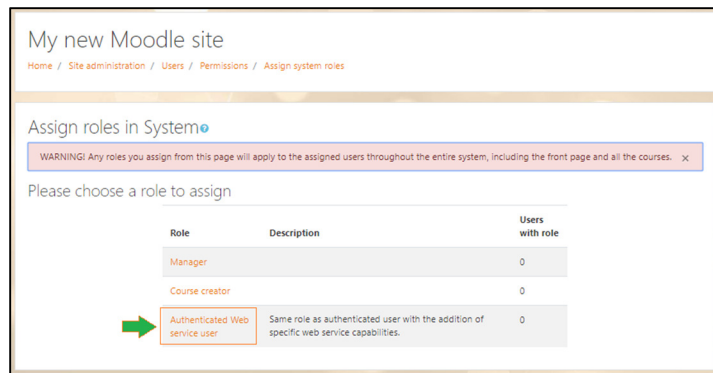 My new Moodle site
Home / Site administration / Users / Permissions / Assign system roles
Assign roles in System
WARNING! Any roles you assign from this page will apply to the assigned users throughout the entire system, including the front page and all the courses. ×
Please choose a role to assign
Role Description Users with role
Manager 0
Course creator 0
Authenticated Web Same role as authenticated user with the addition of 0
service user specific web service capabilities.